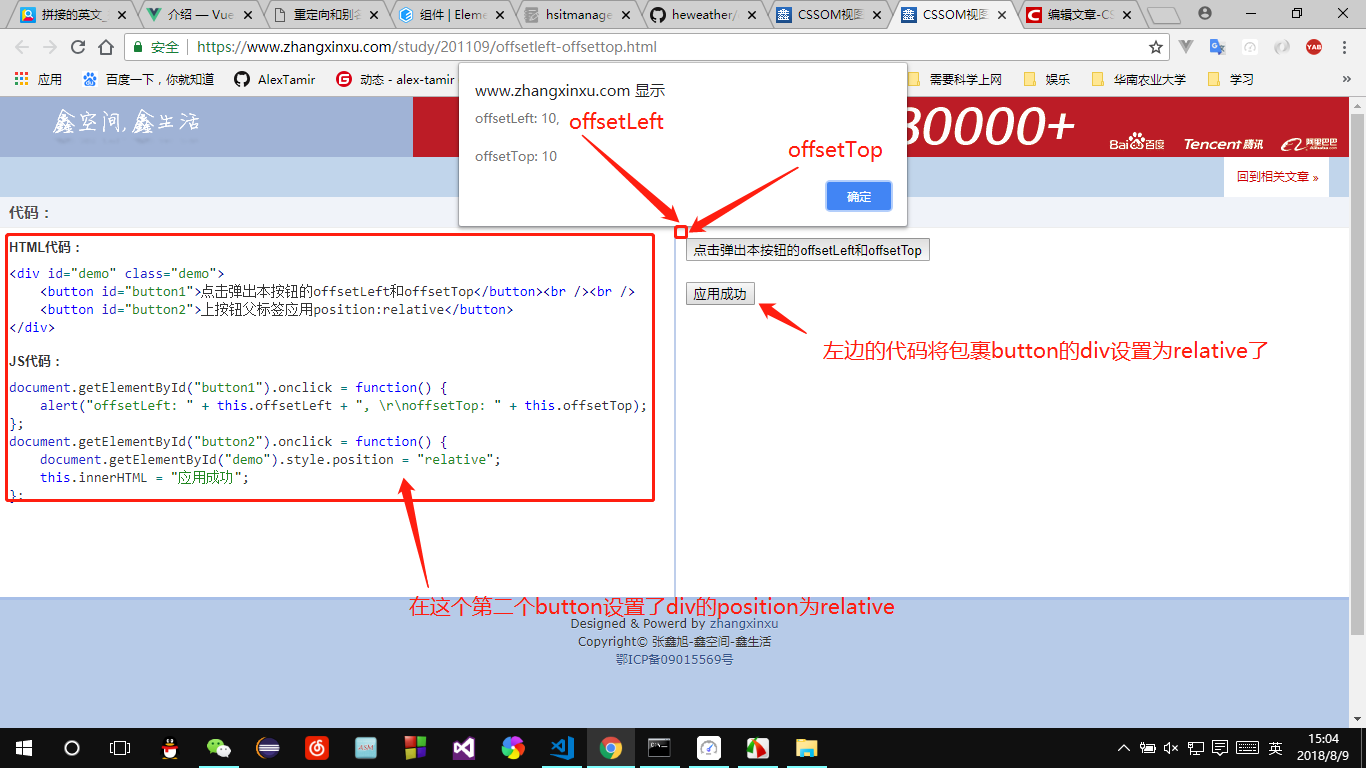 拼接的英文_
介绍 — Vue
重定向和别名
组件 | Eleme
hsitmanage
heweather/
CSSOM视图
CSSOM视图
编辑文章-CS
安全 https://www.zhangxinxu.com/study/201109/offsetleft-offsettop.html
YAB
应用
百度一下，你就知道
AlexTamir
动态 - alex-tamir
需要科学上网
娱乐
华南农业大学
学习
»
www.zhangxinxu.com 显示
offsetLeft: 10,
offsetLeft
offsetTop: 10
offsetTop
确定
鑫空间,鑫生活
80000+
Bai百度
Tencent腾讯
阿里巴巴
回到相关文章 »
代码：
HTML代码：
<div id="demo" class="demo">
<button id="button1">点击弹出本按钮的offsetLeft和offsetTop</button><br /><br />
<button id="button2">上按钮父标签应用position:relative</button>
</div>
JS代码：
document.getElementById("button1").onclick = function() {
alert("offsetLeft: " + this.offsetLeft + ", \r\noffsetTop: " + this.offsetTop);
};
document.getElementById("button2").onclick = function() {
document.getElementById("demo").style.position = "relative";
this.innerHTML = "应用成功";
};
点击弹出本按钮的offsetLeft和offsetTop
应用成功
左边的代码将包裹button的div设置为relative了
在这个第二个button设置了div的position为relative
Designed & Powerd by zhangxinxu
Copyright© 张鑫旭-鑫空间-鑫生活
鄂ICP备09015569号
英
15:04
2018/8/9